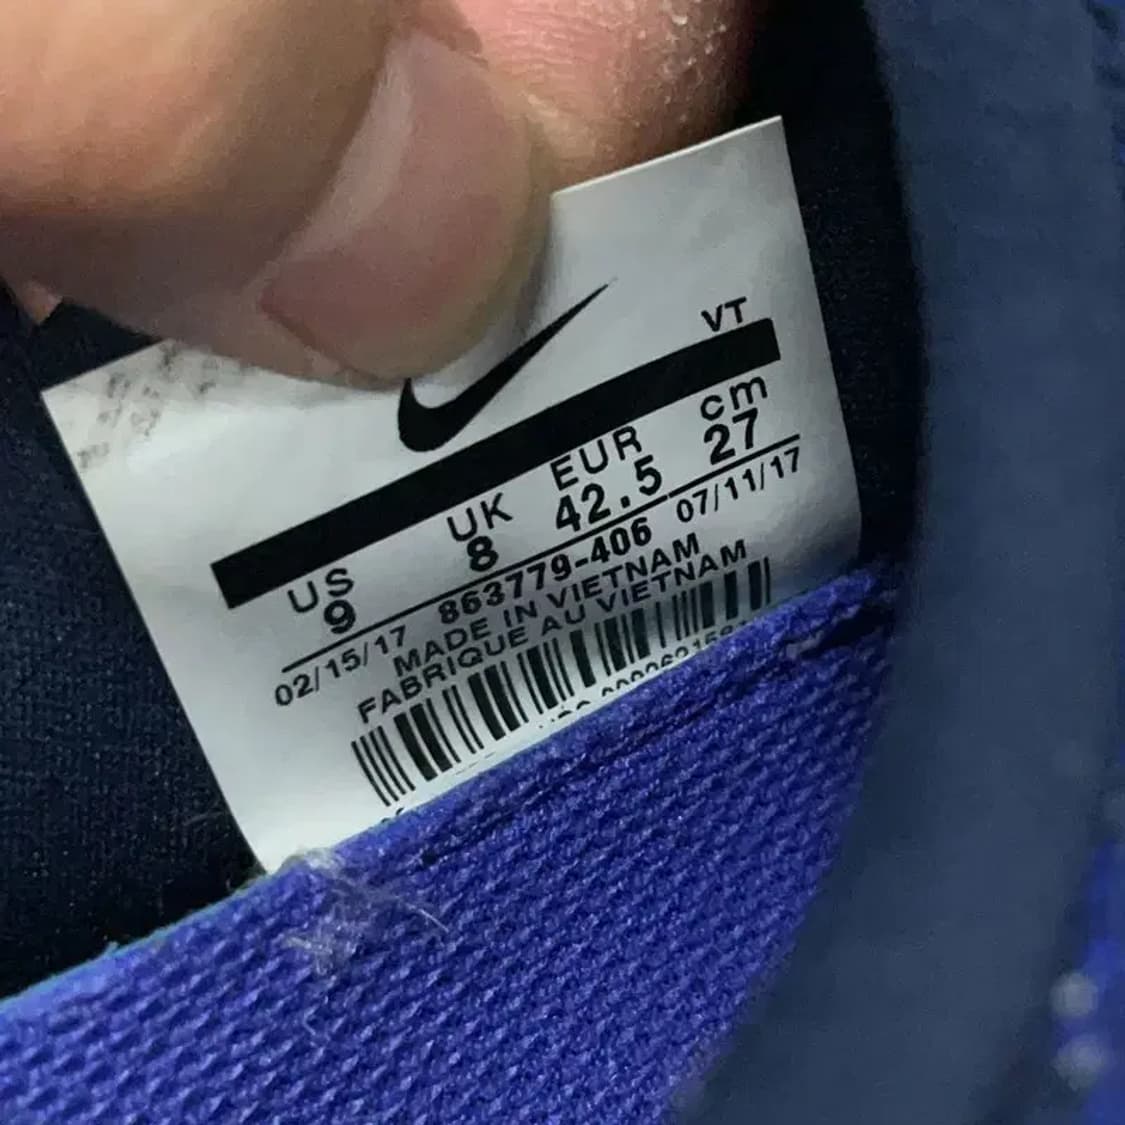 VT
US UK EUR cm
9 8 42.5 27
02/15/17 863779-406 07/11/17
MADE IN VIETNAM
FABRIQUE AU VIETNAM